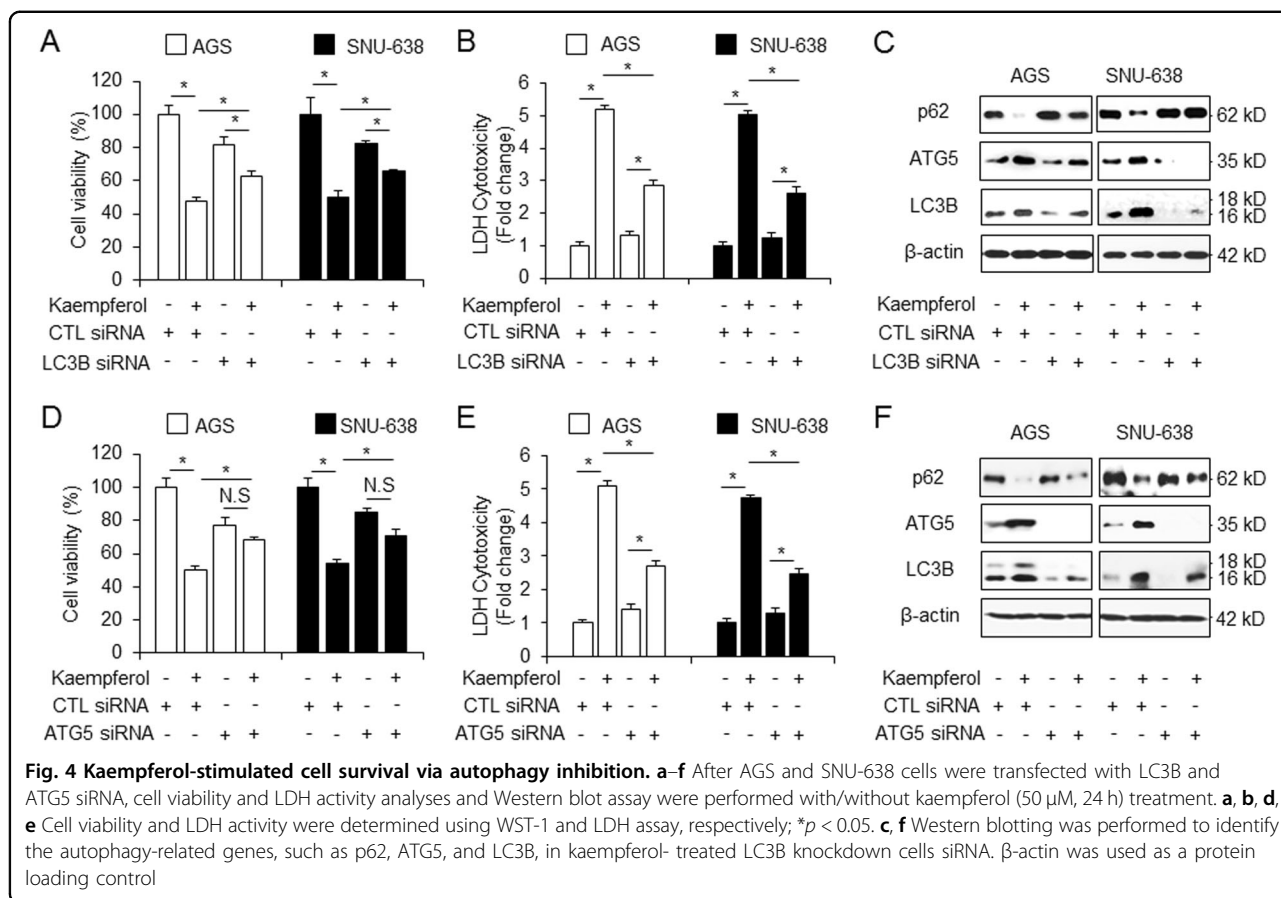 A
AGS
SNU-638
Cell viability (%)
120
100
80
60
40
20
0
*
*
*
*
*
*
Kaempferol - + - + - + - +
CTL siRNA + + - - + + - -
LC3B siRNA - - + + - - + +
B
AGS
SNU-638
LDH Cytotoxicity
(Fold change)
6
5
4
3
2
1
0
*
*
*
*
*
*
Kaempferol - + - + - + - +
CTL siRNA + + - - + + - -
LC3B siRNA - - + + - - + +
C
AGS SNU-638
p62 62 kD
ATG5 35 kD
LC3B 18 kD
16 kD
β-actin 42 kD
Kaempferol - + - + - + - +
CTL siRNA + + - - + + - -
LC3B siRNA - - + + - - + +
D
AGS
SNU-638
Cell viability (%)
120
100
80
60
40
20
0
*
*
N.S
*
*
N.S
Kaempferol - + - + - + - +
CTL siRNA + + - - + + - -
ATG5 siRNA - - + + - - + +
E
AGS
SNU-638
LDH Cytotoxicity
(Fold change)
6
5
4
3
2
1
0
*
*
*
*
*
*
Kaempferol - + - + - + - +
CTL siRNA + + - - + + - -
ATG5 siRNA - - + + - - + +
F
AGS SNU-638
p62 62 kD
ATG5 35 kD
LC3B 18 kD
16 kD
β-actin 42 kD
Kaempferol - + - + - + - +
CTL siRNA + + - - + + - -
ATG5 siRNA - - + + - - + +
Fig. 4 Kaempferol-stimulated cell survival via autophagy inhibition. a–f After AGS and SNU-638 cells were transfected with LC3B and
ATG5 siRNA, cell viability and LDH activity analyses and Western blot assay were performed with/without kaempferol (50 μM, 24 h) treatment. a, b, d,
e Cell viability and LDH activity were determined using WST-1 and LDH assay, respectively; *p < 0.05. c, f Western blotting was performed to identify
the autophagy-related genes, such as p62, ATG5, and LC3B, in kaempferol- treated LC3B knockdown cells siRNA. β-actin was used as a protein
loading control